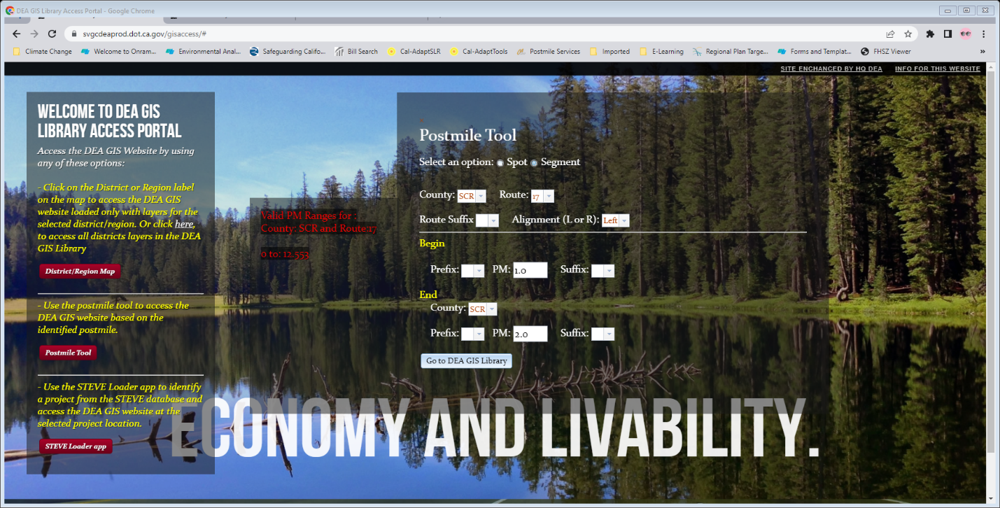 DEA GIS Library Access Portal - Google Chrome
svgcdeaprod.dot.ca.gov/gisaccess/#
Climate Change Welcome to Onram... Environmental Anal... Safeguarding Califo... Bill Search Cal-AdaptSLR Cal-AdaptTools Postmile Services Imported E-Learning Regional Plan Targe... Forms and Templat... FHSZ Viewer »
SITE ENCHANCED BY HQ DEA INFO FOR THIS WEBSITE
WELCOME TO DEA GIS
LIBRARY ACCESS PORTAL
Access the DEA GIS Website by using
any of these options:
- Click on the District or Region label
on the map to access the DEA GIS
website loaded only with layers for the
selected district/region. Or click here,
to access all districts layers in the DEA
GIS Library
District/Region Map
- Use the postmile tool to access the
DEA GIS website based on the
identified postmile.
Postmile Tool
- Use the STEVE Loader app to identify
a project from the STEVE database and
access the DEA GIS website at the
selected project location.
STEVE Loader app
Valid PM Ranges for :
County: SCR and Route:17
0 to: 12.553
Postmile Tool
Select an option: Spot Segment
County: SCR Route: 17
Route Suffix Alignment (L or R): Left
Begin
Prefix: PM: 1.0 Suffix:
End
County: SCR
Prefix: PM: 2.0 Suffix:
Go to DEA GIS Library
ECONOMY AND LIVABILITY.